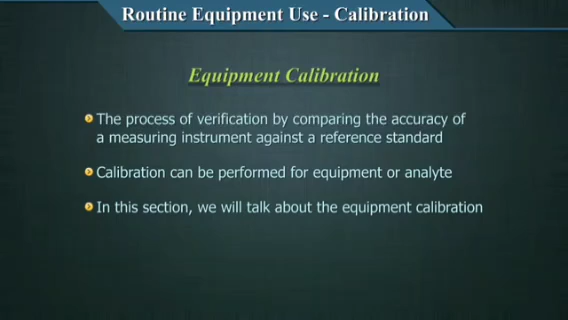 Routine Equipment Use - Calibration
Equipment Calibration
The process of verification by comparing the accuracy of
a measuring instrument against a reference standard
Calibration can be performed for equipment or analyte
In this section, we will talk about the equipment calibration